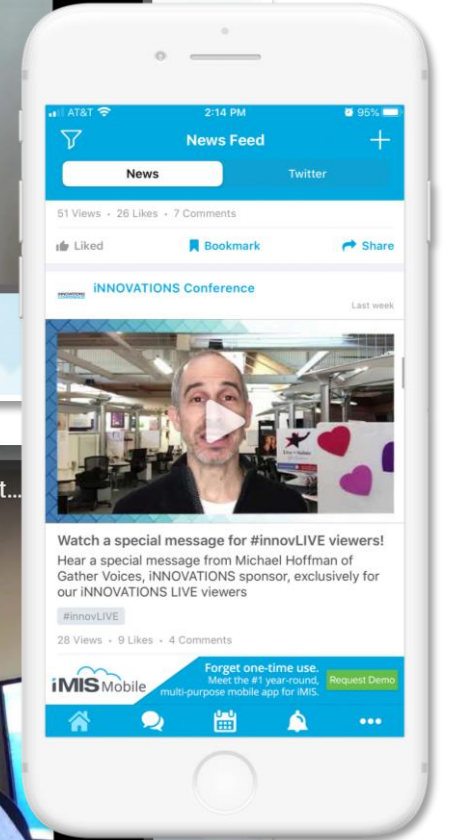 AT&T 2:14 PM 95%
News Feed
News Twitter
51 Views • 26 Likes • 7 Comments
Liked Bookmark Share
iNNOVATIONS Conference
Last week
Watch a special message for #innovLIVE viewers!
Hear a special message from Michael Hoffman of
Gather Voices, iNNOVATIONS sponsor, exclusively for
our iNNOVATIONS LIVE viewers
#innovLIVE
28 Views • 9 Likes • 4 Comments
iMIS Mobile
Forget one-time use.
Meet the #1 year-round,
multi-purpose mobile app for iMIS.
Request Demo
t...